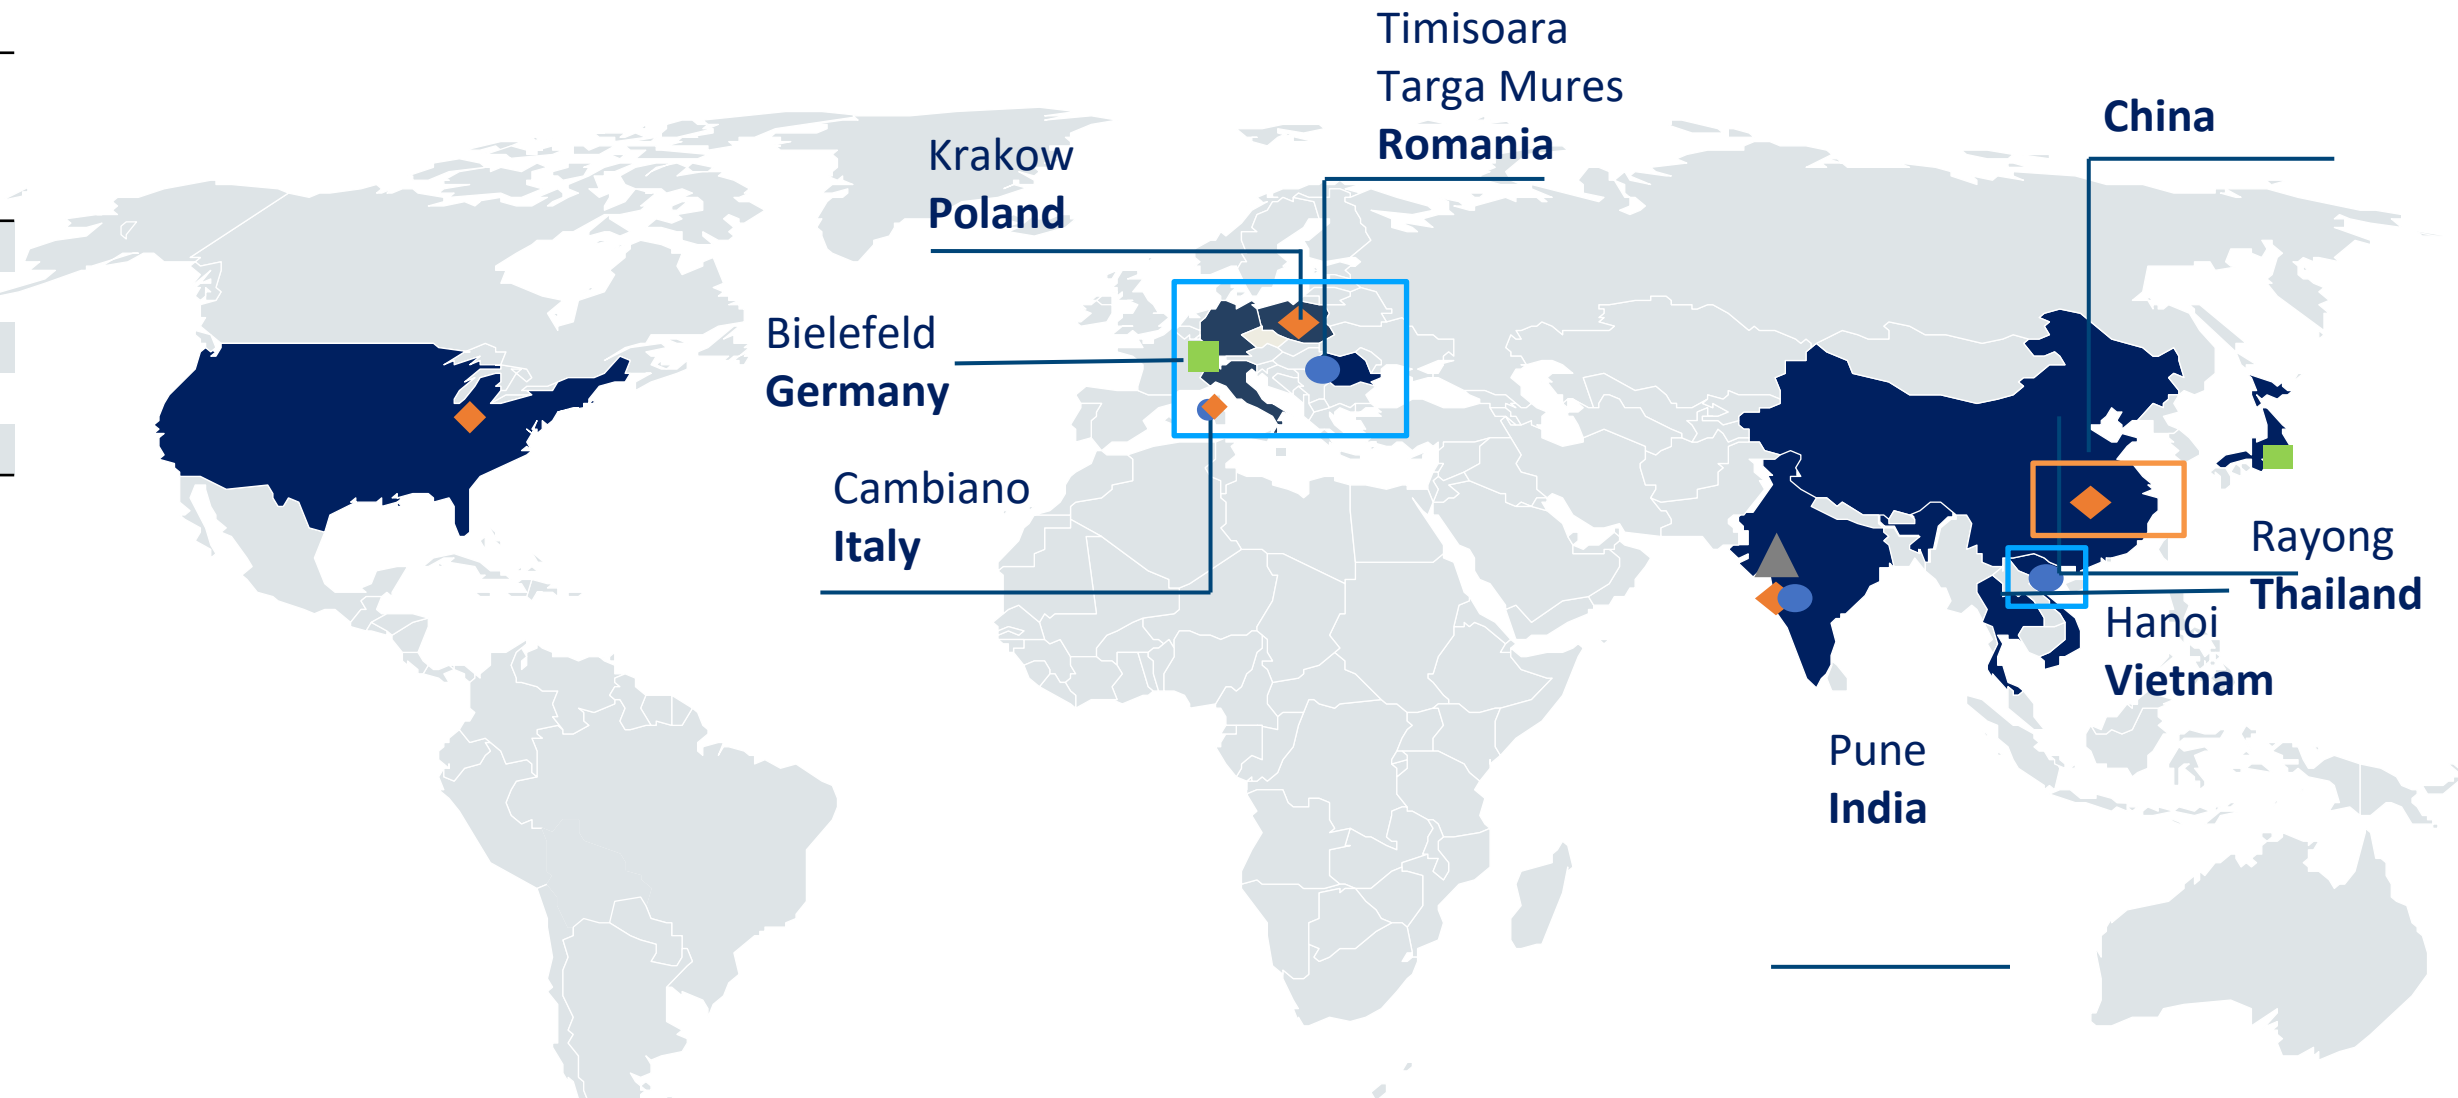 Timisoara
Targa Mures
Romania
China
Krakow
Poland
Bielefeld
Germany
Cambiano
Italy
Rayong
Thailand
Hanoi
Vietnam
Pune
India